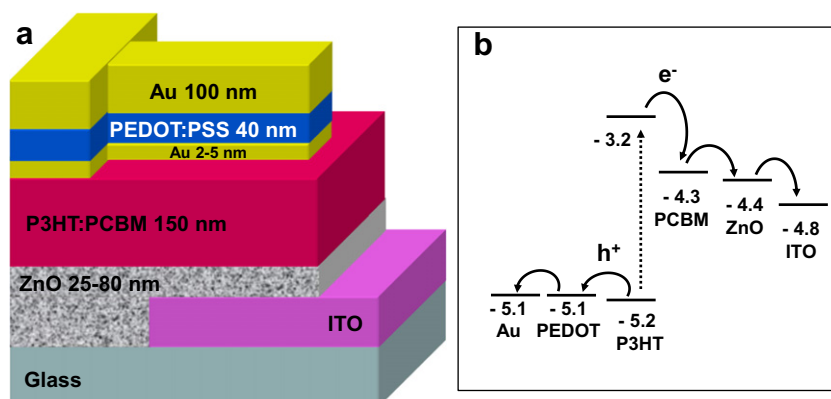 a
Au 100 nm
PEDOT:PSS 40 nm
Au 2-5 nm
P3HT:PCBM 150 nm
ZnO 25-80 nm
ITO
Glass
b
e-
- 3.2
- 4.3
PCBM
- 4.4
ZnO
- 4.8
ITO
h+
- 5.1
Au
- 5.1
PEDOT
- 5.2
P3HT